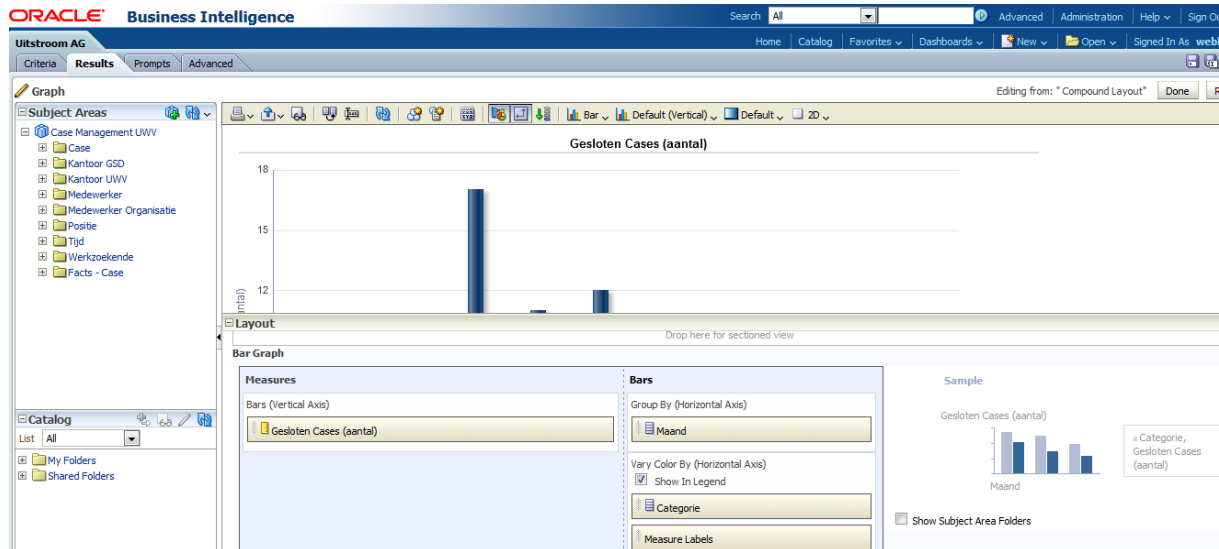 ORACLE Business Intelligence
Search All
Advanced Administration Help Sign
Uitstroom AG
Home Catalog Favorites Dashboards New Open Signed In As
Criteria Results Prompts Advanced
Graph
Editing from: "Compound Layout" Done
Subject Areas
Case Management UWV
Case
Kantoor GSD
Kantoor UWV
Medewerker
Medewerker Organisatie
Positie
Tijd
Werkzoekende
Facts - Case
Catalog
List All
My Folders
Shared Folders
Bar Default (Vertical) Default 2D
Gesloten Cases (aantal)
18
15
12
Layout
Drop here for sectioned view
Bar Graph
Measures
Bars (Vertical Axis)
Gesloten Cases (aantal)
Bars
Group By (Horizontal Axis)
Maand
Vary Color By (Horizontal Axis)
Show In Legend
Categorie
Measure Labels
Sample
Gesloten Cases (aantal)
Maand
Categorie,
Gesloten Cases
(aantal)
Show Subject Area Folders